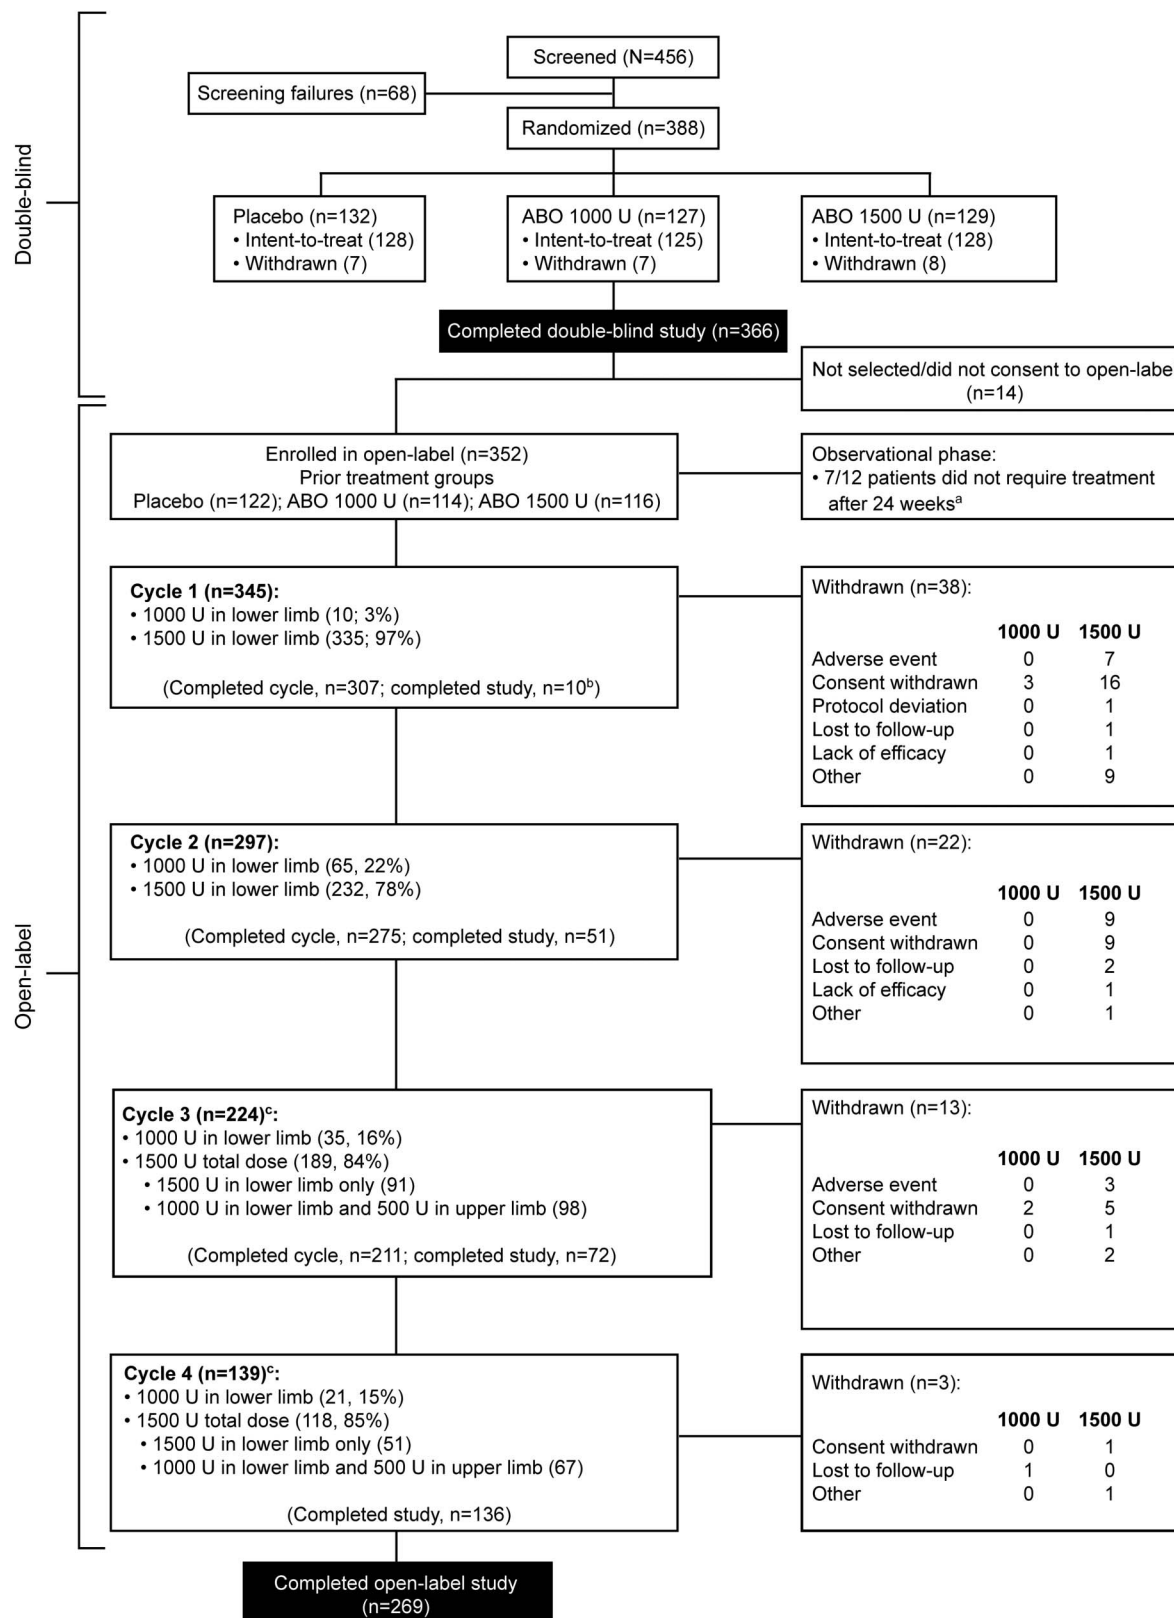 Double-blind
Screened (N=456)
Screening failures (n=68)
Randomized (n=388)
Placebo (n=132)
• Intent-to-treat (128)
• Withdrawn (7)
ABO 1000 U (n=127)
• Intent-to-treat (125)
• Withdrawn (7)
ABO 1500 U (n=129)
• Intent-to-treat (128)
• Withdrawn (8)
Completed double-blind study (n=366)
Not selected/did not consent to open-label
(n=14)
Open-label
Enrolled in open-label (n=352)
Prior treatment groups
Placebo (n=122); ABO 1000 U (n=114); ABO 1500 U (n=116)
Observational phase:
• 7/12 patients did not require treatment
after 24 weeksᵃ
Cycle 1 (n=345):
• 1000 U in lower limb (10; 3%)
• 1500 U in lower limb (335; 97%)
(Completed cycle, n=307; completed study, n=10ᵇ)
Withdrawn (n=38):
1000 U 1500 U
Adverse event 0 7
Consent withdrawn 3 16
Protocol deviation 0 1
Lost to follow-up 0 1
Lack of efficacy 0 1
Other 0 9
Cycle 2 (n=297):
• 1000 U in lower limb (65, 22%)
• 1500 U in lower limb (232, 78%)
(Completed cycle, n=275; completed study, n=51)
Withdrawn (n=22):
1000 U 1500 U
Adverse event 0 9
Consent withdrawn 0 9
Lost to follow-up 0 2
Lack of efficacy 0 1
Other 0 1
Cycle 3 (n=224)ᶜ:
• 1000 U in lower limb (35, 16%)
• 1500 U total dose (189, 84%)
• 1500 U in lower limb only (91)
• 1000 U in lower limb and 500 U in upper limb (98)
(Completed cycle, n=211; completed study, n=72)
Withdrawn (n=13):
1000 U 1500 U
Adverse event 0 3
Consent withdrawn 2 5
Lost to follow-up 0 1
Other 0 2
Cycle 4 (n=139)ᶜ:
• 1000 U in lower limb (21, 15%)
• 1500 U total dose (118, 85%)
• 1500 U in lower limb only (51)
• 1000 U in lower limb and 500 U in upper limb (67)
(Completed study, n=136)
Withdrawn (n=3):
1000 U 1500 U
Consent withdrawn 0 1
Lost to follow-up 1 0
Other 0 1
Completed open-label study
(n=269)